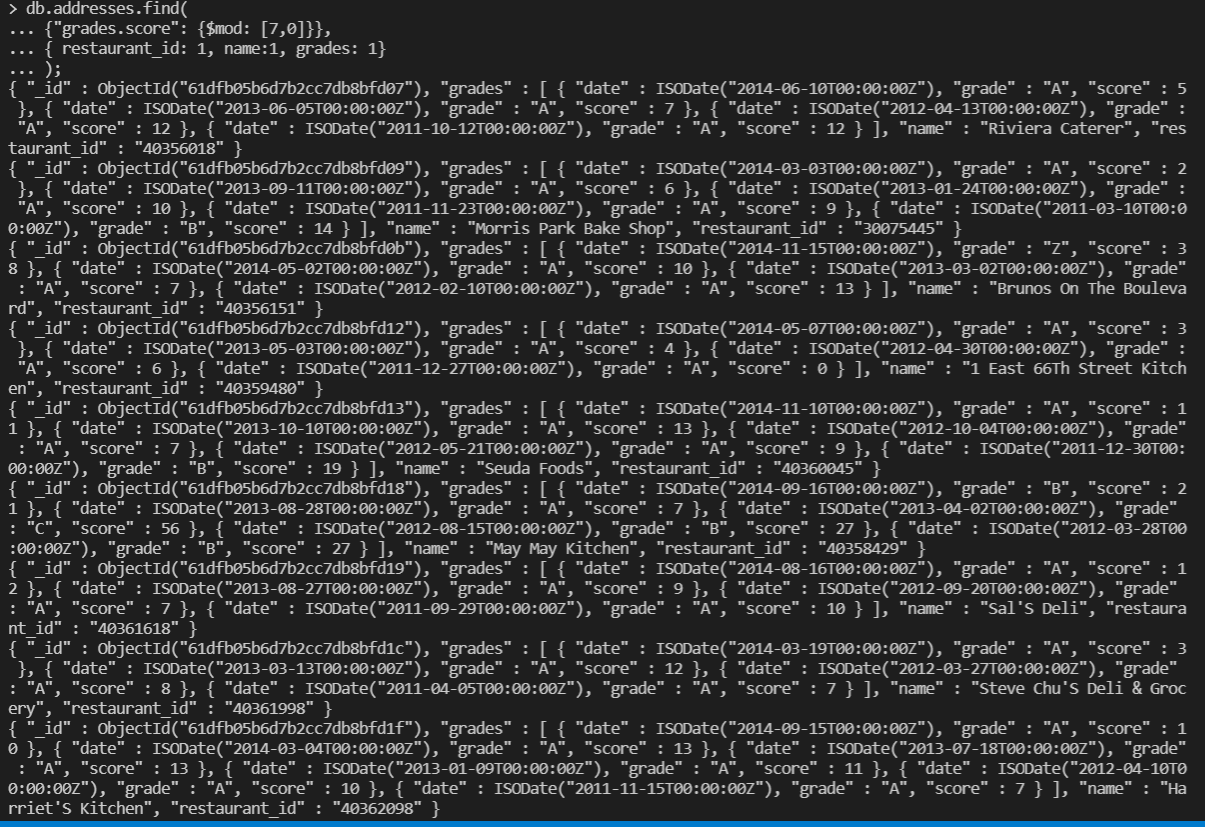 > db.addresses.find(
... {"grades.score": {$mod: [7,0]}},
... { restaurant_id: 1, name:1, grades: 1}
... );
{ "_id" : ObjectId("61dfb05b6d7b2cc7db8bfd07"), "grades" : [ { "date" : ISODate("2014-06-10T00:00:00Z"), "grade" : "A", "score" : 5
 }, { "date" : ISODate("2013-06-05T00:00:00Z"), "grade" : "A", "score" : 7 }, { "date" : ISODate("2012-04-13T00:00:00Z"), "grade" :
 "A", "score" : 12 }, { "date" : ISODate("2011-10-12T00:00:00Z"), "grade" : "A", "score" : 12 } ], "name" : "Riviera Caterer", "res
taurant_id" : "40356018" }
{ "_id" : ObjectId("61dfb05b6d7b2cc7db8bfd09"), "grades" : [ { "date" : ISODate("2014-03-03T00:00:00Z"), "grade" : "A", "score" : 2
 }, { "date" : ISODate("2013-09-11T00:00:00Z"), "grade" : "A", "score" : 6 }, { "date" : ISODate("2013-01-24T00:00:00Z"), "grade" :
 "A", "score" : 10 }, { "date" : ISODate("2011-11-23T00:00:00Z"), "grade" : "A", "score" : 9 }, { "date" : ISODate("2011-03-10T00:0
0:00Z"), "grade" : "B", "score" : 14 } ], "name" : "Morris Park Bake Shop", "restaurant_id" : "30075445" }
{ "_id" : ObjectId("61dfb05b6d7b2cc7db8bfd0b"), "grades" : [ { "date" : ISODate("2014-11-15T00:00:00Z"), "grade" : "Z", "score" : 3
8 }, { "date" : ISODate("2014-05-02T00:00:00Z"), "grade" : "A", "score" : 10 }, { "date" : ISODate("2013-03-02T00:00:00Z"), "grade"
 : "A", "score" : 7 }, { "date" : ISODate("2012-02-10T00:00:00Z"), "grade" : "A", "score" : 13 } ], "name" : "Brunos On The Bouleva
rd", "restaurant_id" : "40356151" }
{ "_id" : ObjectId("61dfb05b6d7b2cc7db8bfd12"), "grades" : [ { "date" : ISODate("2014-05-07T00:00:00Z"), "grade" : "A", "score" : 3
 }, { "date" : ISODate("2013-05-03T00:00:00Z"), "grade" : "A", "score" : 4 }, { "date" : ISODate("2012-04-30T00:00:00Z"), "grade" :
 "A", "score" : 6 }, { "date" : ISODate("2011-12-27T00:00:00Z"), "grade" : "A", "score" : 0 } ], "name" : "1 East 66Th Street Kitch
en", "restaurant_id" : "40359480" }
{ "_id" : ObjectId("61dfb05b6d7b2cc7db8bfd13"), "grades" : [ { "date" : ISODate("2014-11-10T00:00:00Z"), "grade" : "A", "score" : 1
1 }, { "date" : ISODate("2013-10-10T00:00:00Z"), "grade" : "A", "score" : 13 }, { "date" : ISODate("2012-10-04T00:00:00Z"), "grade"
 : "A", "score" : 7 }, { "date" : ISODate("2012-05-21T00:00:00Z"), "grade" : "A", "score" : 9 }, { "date" : ISODate("2011-12-30T00:
00:00Z"), "grade" : "B", "score" : 19 } ], "name" : "Seuda Foods", "restaurant_id" : "40360045" }
{ "_id" : ObjectId("61dfb05b6d7b2cc7db8bfd18"), "grades" : [ { "date" : ISODate("2014-09-16T00:00:00Z"), "grade" : "B", "score" : 2
1 }, { "date" : ISODate("2013-08-28T00:00:00Z"), "grade" : "A", "score" : 7 }, { "date" : ISODate("2013-04-02T00:00:00Z"), "grade"
: "C", "score" : 56 }, { "date" : ISODate("2012-08-15T00:00:00Z"), "grade" : "B", "score" : 27 }, { "date" : ISODate("2012-03-28T00
:00:00Z"), "grade" : "B", "score" : 27 } ], "name" : "May May Kitchen", "restaurant_id" : "40358429" }
{ "_id" : ObjectId("61dfb05b6d7b2cc7db8bfd19"), "grades" : [ { "date" : ISODate("2014-08-16T00:00:00Z"), "grade" : "A", "score" : 1
2 }, { "date" : ISODate("2013-08-27T00:00:00Z"), "grade" : "A", "score" : 9 }, { "date" : ISODate("2012-09-20T00:00:00Z"), "grade"
: "A", "score" : 7 }, { "date" : ISODate("2011-09-29T00:00:00Z"), "grade" : "A", "score" : 10 } ], "name" : "Sal'S Deli", "restaura
nt_id" : "40361618" }
{ "_id" : ObjectId("61dfb05b6d7b2cc7db8bfd1c"), "grades" : [ { "date" : ISODate("2014-03-19T00:00:00Z"), "grade" : "A", "score" : 3
 }, { "date" : ISODate("2013-03-13T00:00:00Z"), "grade" : "A", "score" : 12 }, { "date" : ISODate("2012-03-27T00:00:00Z"), "grade"
: "A", "score" : 8 }, { "date" : ISODate("2011-04-05T00:00:00Z"), "grade" : "A", "score" : 7 } ], "name" : "Steve Chu'S Deli & Groc
ery", "restaurant_id" : "40361998" }
{ "_id" : ObjectId("61dfb05b6d7b2cc7db8bfd1f"), "grades" : [ { "date" : ISODate("2014-09-15T00:00:00Z"), "grade" : "A", "score" : 1
0 }, { "date" : ISODate("2014-03-04T00:00:00Z"), "grade" : "A", "score" : 13 }, { "date" : ISODate("2013-07-18T00:00:00Z"), "grade"
 : "A", "score" : 13 }, { "date" : ISODate("2013-01-09T00:00:00Z"), "grade" : "A", "score" : 11 }, { "date" : ISODate("2012-04-10T0
0:00:00Z"), "grade" : "A", "score" : 10 }, { "date" : ISODate("2011-11-15T00:00:00Z"), "grade" : "A", "score" : 7 } ], "name" : "Ha
rriet'S Kitchen", "restaurant_id" : "40362098" }